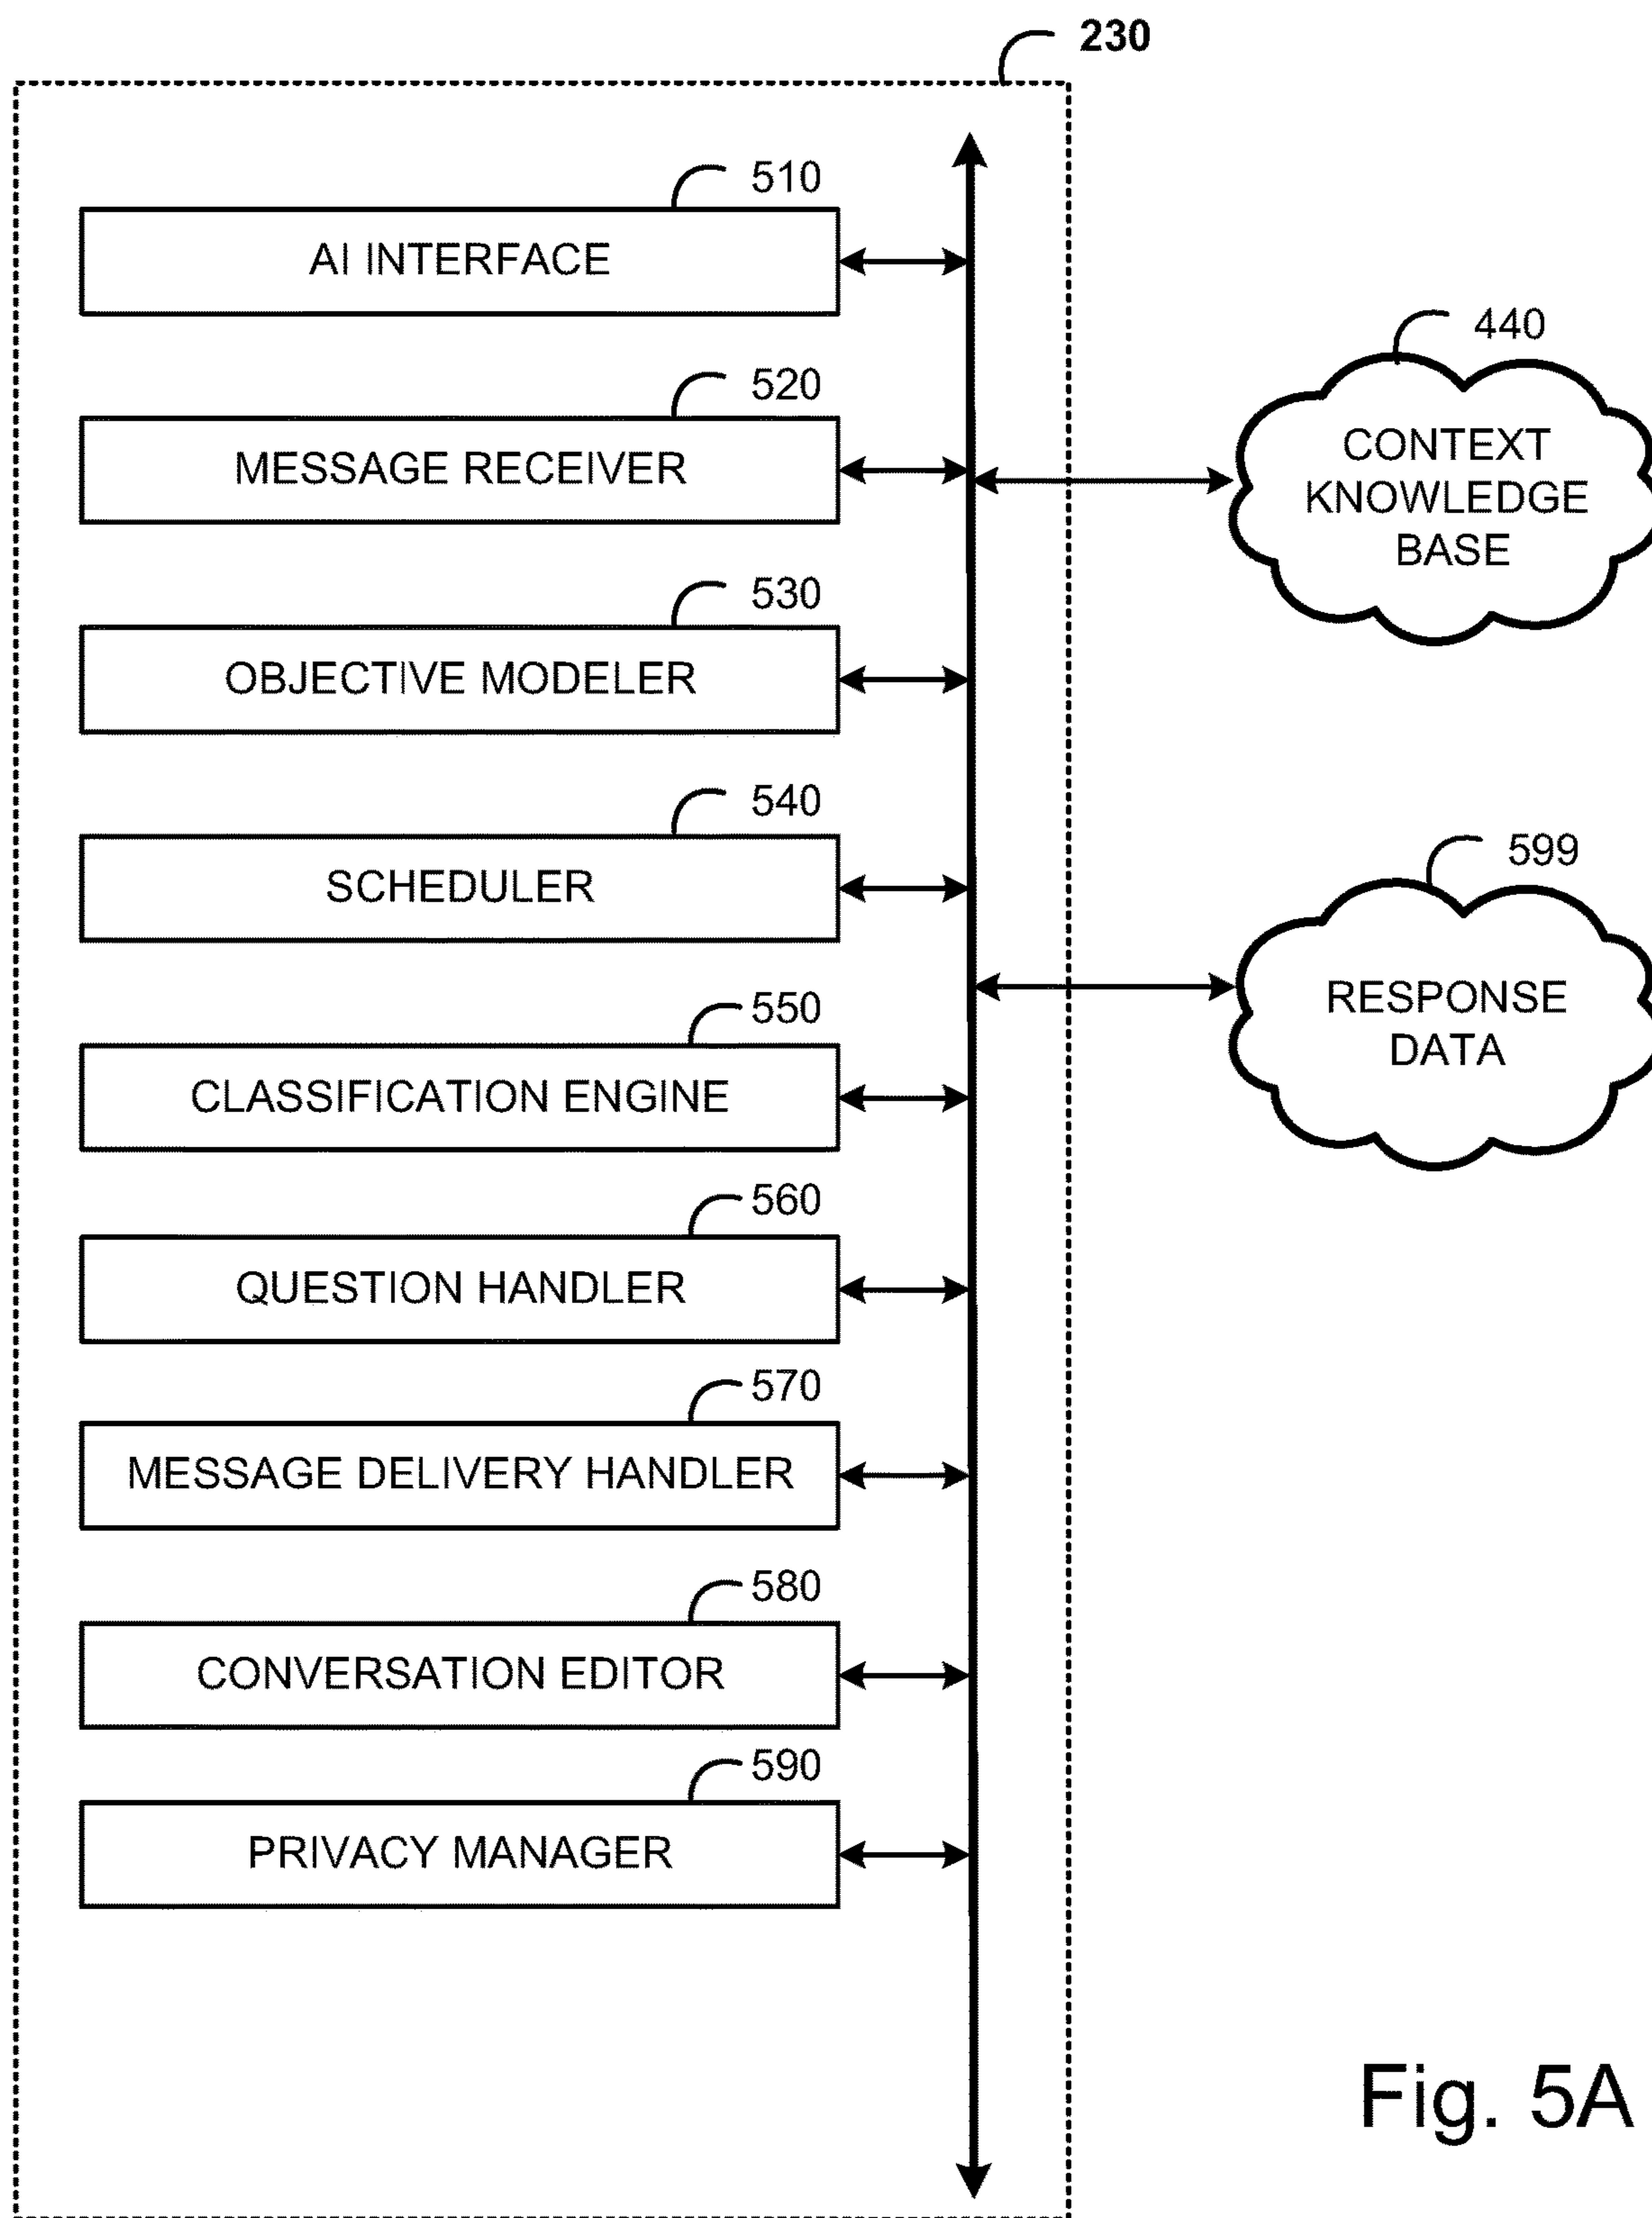 230
510
AI INTERFACE
520
MESSAGE RECEIVER
530
OBJECTIVE MODELER
540
SCHEDULER
550
CLASSIFICATION ENGINE
560
QUESTION HANDLER
570
MESSAGE DELIVERY HANDLER
580
CONVERSATION EDITOR
590
PRIVACY MANAGER
440
CONTEXT
KNOWLEDGE
BASE
599
RESPONSE
DATA
Fig. 5A